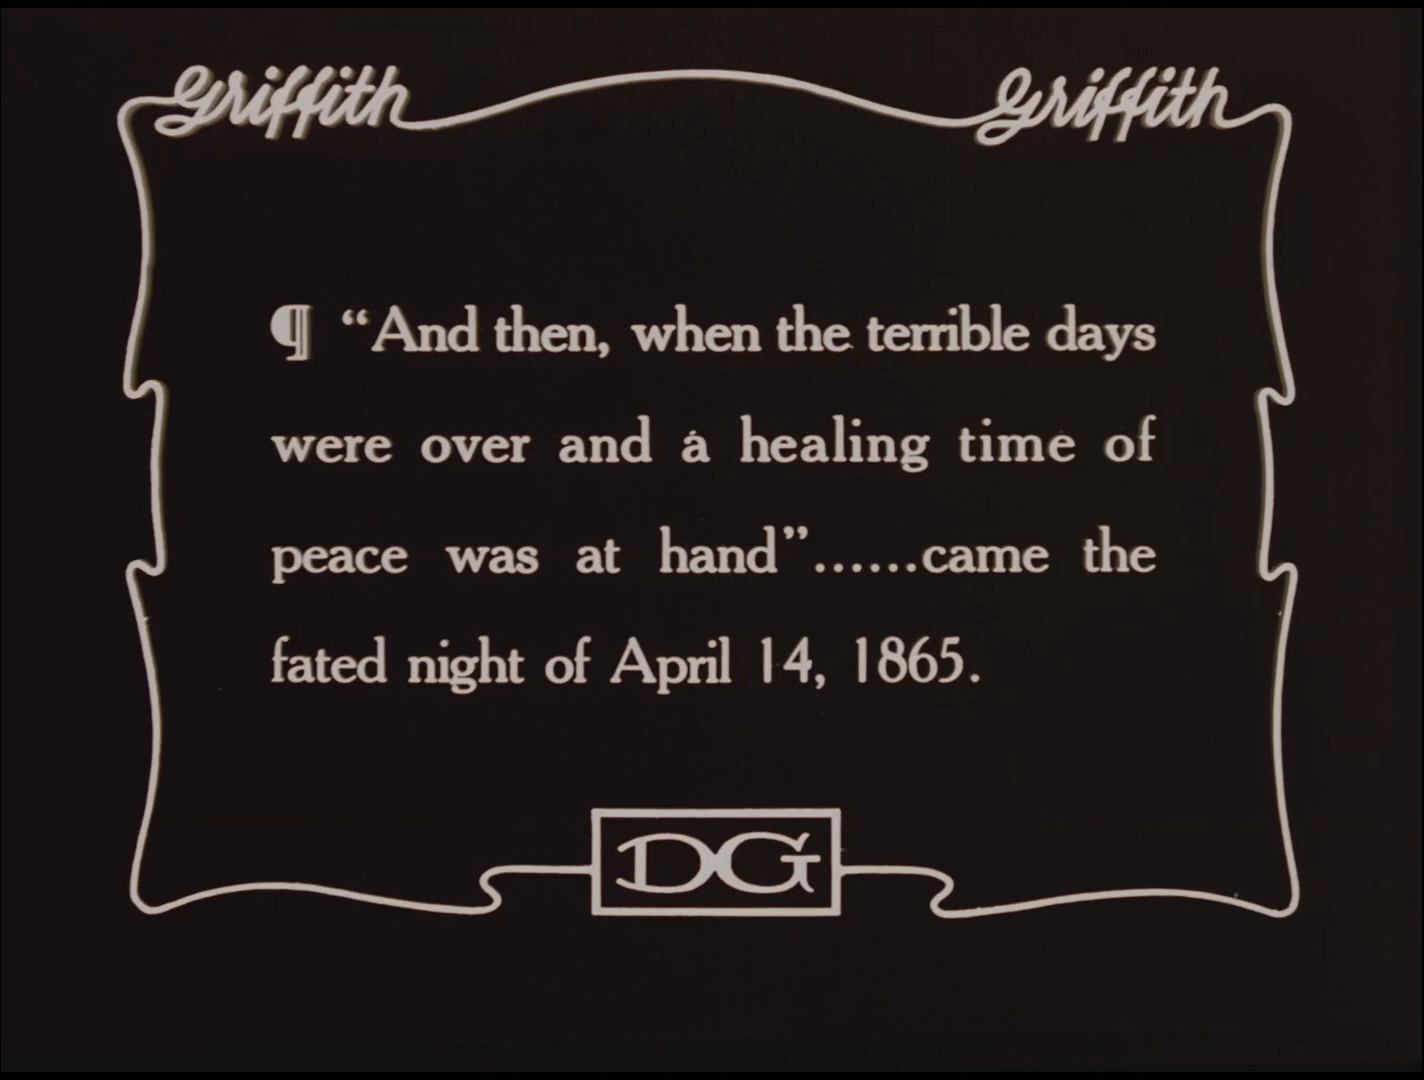 Griffith Griffith
¶ “And then, when the terrible days
were over and a healing time of
peace was at hand”......came the
fated night of April 14, 1865.
DG